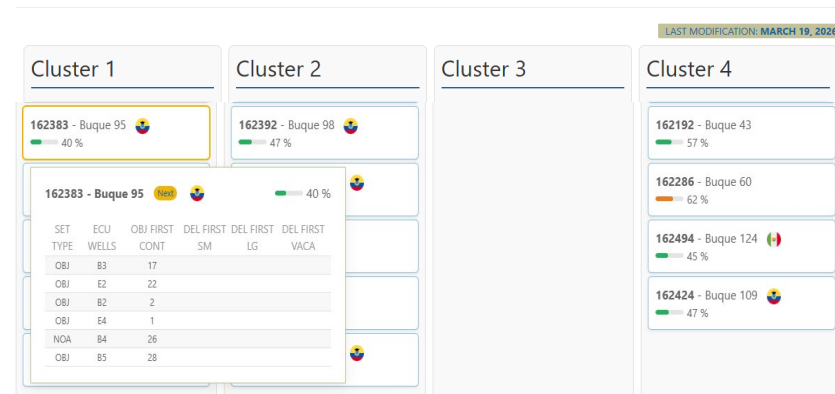 LAST MODIFICATION: MARCH 19, 2026
Cluster 1
Cluster 2
Cluster 3
Cluster 4
162383 - Buque 95
40 %
162392 - Buque 98
47 %
162192 - Buque 43
57 %
162286 - Buque 60
62 %
162494 - Buque 124
45 %
162424 - Buque 109
47 %
162383 - Buque 95 Next 40 %
SET TYPE ECU WELLS OBJ FIRST CONT DEL FIRST SM DEL FIRST LG DEL FIRST VACA
OBJ B3 17
OBJ E2 22
OBJ B2 2
OBJ E4 1
NOA B4 26
OBJ B5 28